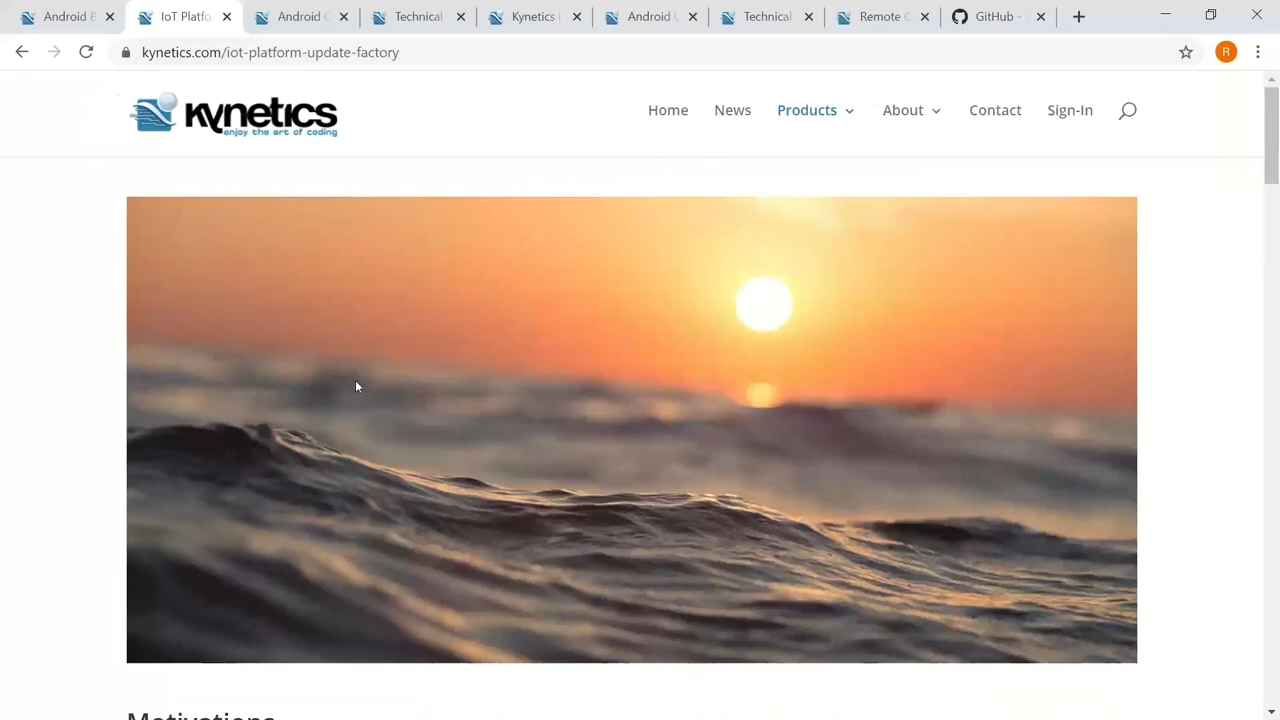 Android B
IoT Platfo
Android C
Technical
Kynetics
Android C
Technical
Remote C
GitHub -
kynetics.com/iot-platform-update-factory
R
kynetics
enjoy the art of coding
Home
News
Products
About
Contact
Sign-In
Motivations